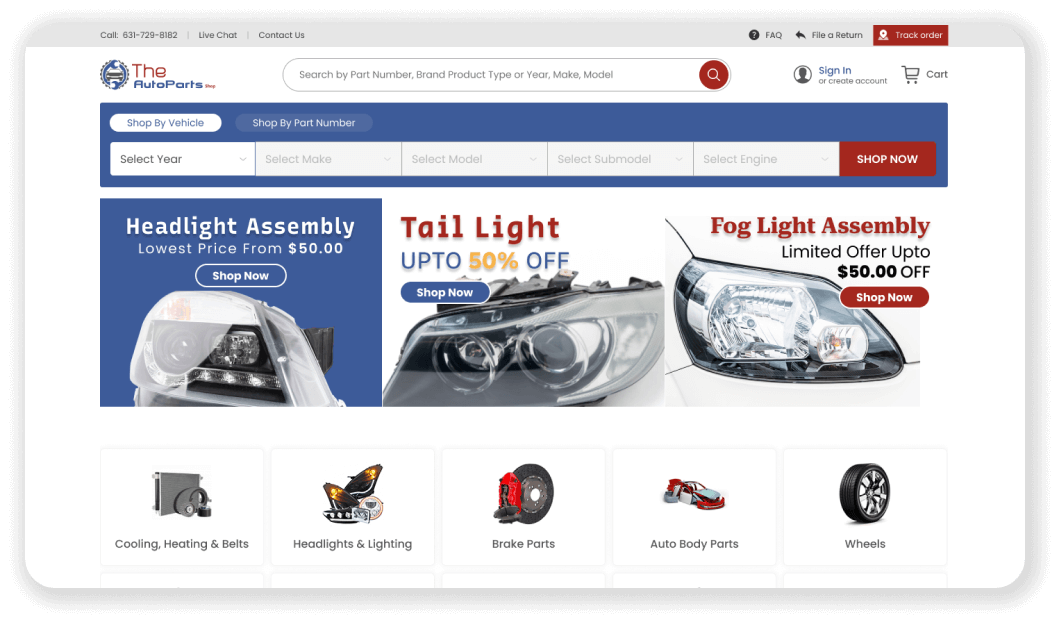 Call: 631-729-8182 | Live Chat | Contact Us
FAQ File a Return Track order
The
AutoParts Shop
Search by Part Number, Brand Product Type or Year, Make, Model
Sign In
or create account
Cart
Shop By Vehicle Shop By Part Number
Select Year Select Make Select Model Select Submodel Select Engine SHOP NOW
Headlight Assembly
Lowest Price From $50.00
Shop Now
Tail Light
UPTO 50% OFF
Shop Now
Fog Light Assembly
Limited Offer Upto
$50.00 OFF
Shop Now
Cooling, Heating & Belts
Headlights & Lighting
Brake Parts
Auto Body Parts
Wheels